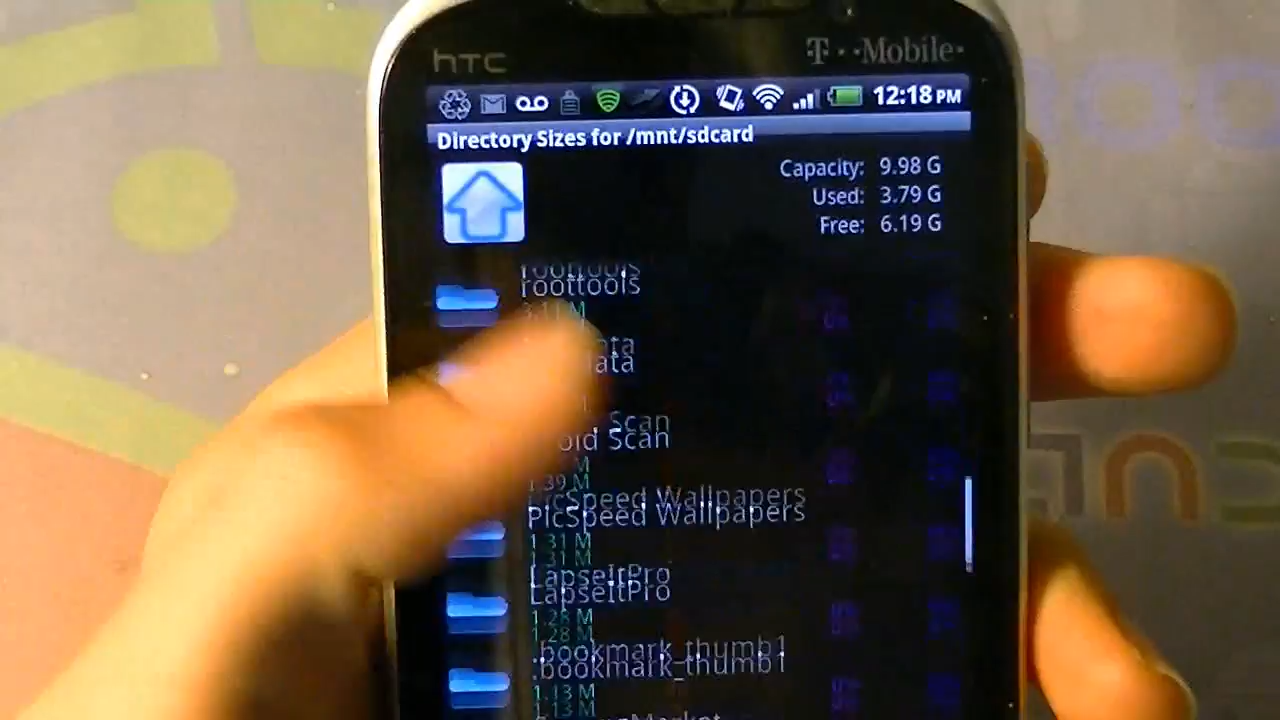 hTC
T··Mobile·
12:18 PM
Directory Sizes for /mnt/sdcard
Capacity: 9.98 G
Used: 3.79 G
Free: 6.19 G
roottools
Scan
PicSpeed Wallpapers
1.31 M
LapseItPro
1.28 M
.bookmark_thumb1
1.13 M